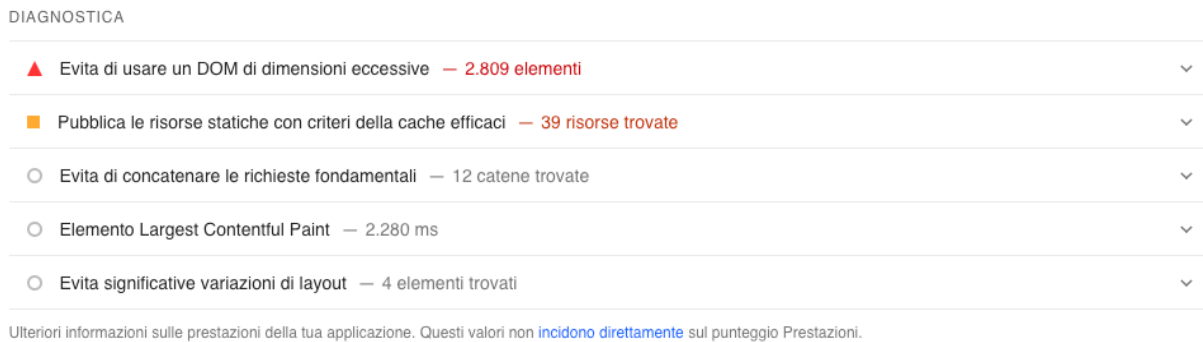 DIAGNOSTICA
Evita di usare un DOM di dimensioni eccessive — 2.809 elementi
Pubblica le risorse statiche con criteri della cache efficaci — 39 risorse trovate
Evita di concatenare le richieste fondamentali — 12 catene trovate
Elemento Largest Contentful Paint — 2.280 ms
Evita significative variazioni di layout — 4 elementi trovati
Ulteriori informazioni sulle prestazioni della tua applicazione. Questi valori non incidono direttamente sul punteggio Prestazioni.